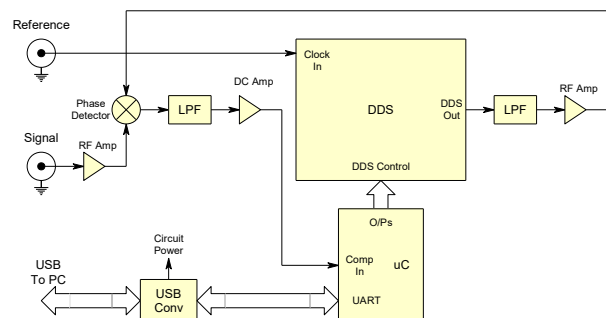 Reference
Clock
In
DC Amp
RF Amp
Phase
Detector
LPF
DDS
DDS
Out
LPF
Signal
RF Amp
DDS Control
O/Ps
Circuit
Power
Comp
In
uC
USB
To PC
USB
Conv
UART